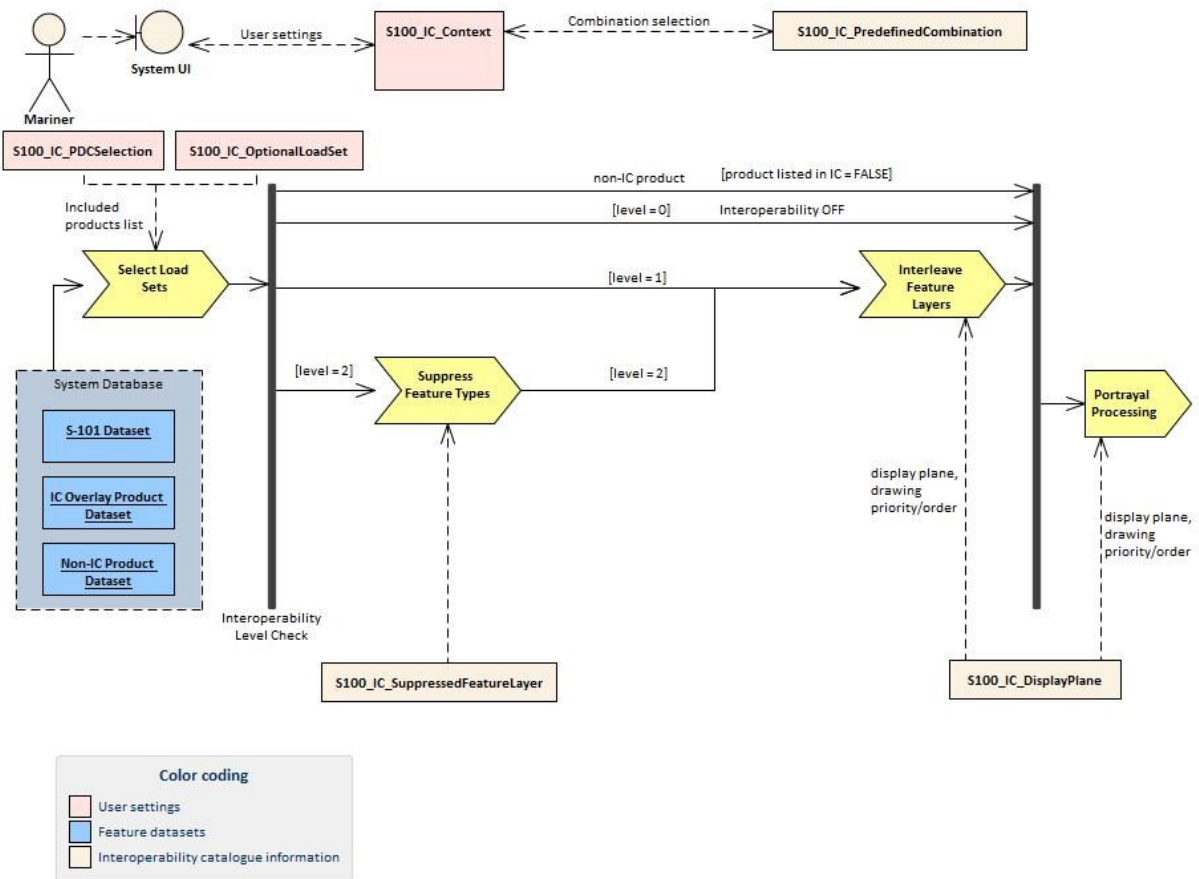 User settings
Combination selection
S100_IC_Context
S100_IC_PredefinedCombination
System UI
Mariner
S100_IC_PDCSelection
S100_IC_OptionalLoadSet
non-IC product
[product listed in IC = FALSE]
Included
products list
[level = 0]
Interoperability OFF
Select Load
Sets
[level = 1]
Interleave
Feature
Layers
[level = 2]
Suppress
Feature Types
[level = 2]
System Database
S-101 Dataset
IC Overlay Product
Dataset
Non-IC Product
Dataset
Portrayal
Processing
display plane,
drawing
priority/order
display plane,
drawing
priority/order
Interoperability
Level Check
S100_IC_SuppressedFeatureLayer
S100_IC_DisplayPlane
Color coding
User settings
Feature datasets
Interoperability catalogue information